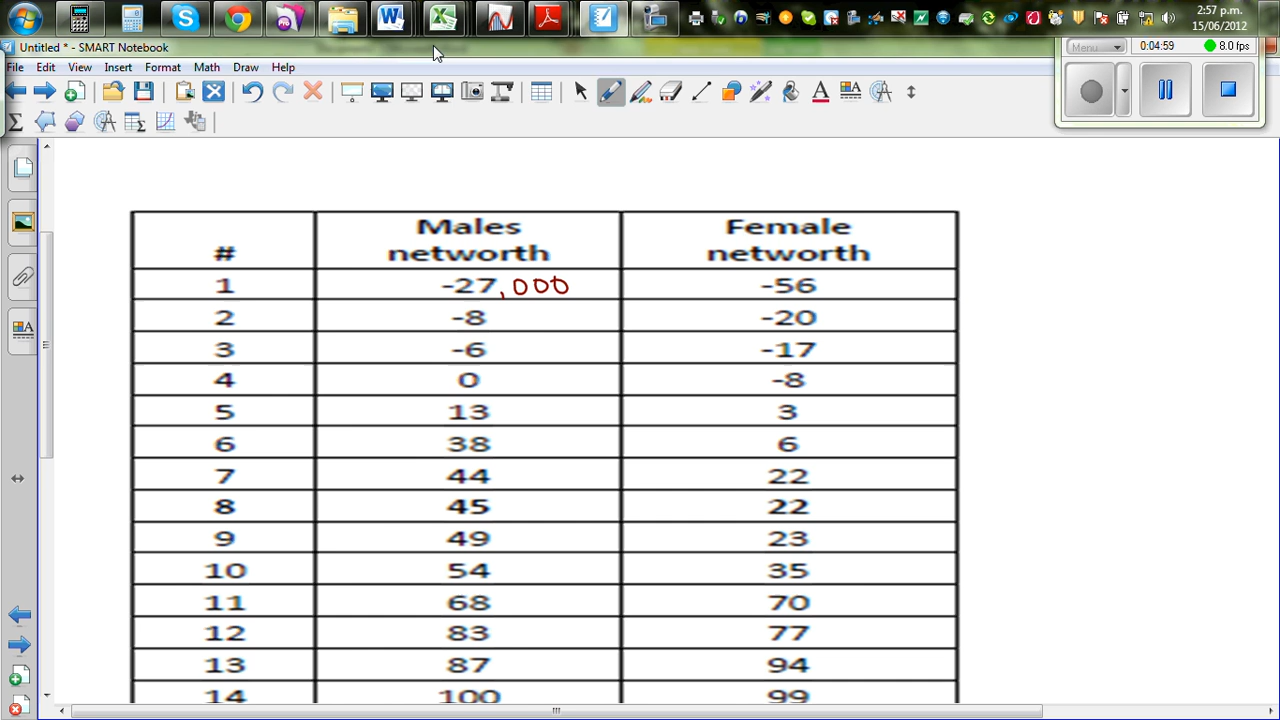 2:57 p.m.
15/06/2012
Untitled * - SMART Notebook
Menu
0:04:59
8.0 fps
File Edit View Insert Format Math Draw Help
# Males networth Female networth
1 -27,000 -56
2 -8 -20
3 -6 -17
4 0 -8
5 13 3
6 38 6
7 44 22
8 45 22
9 49 23
10 54 35
11 68 70
12 83 77
13 87 94
14 100 99